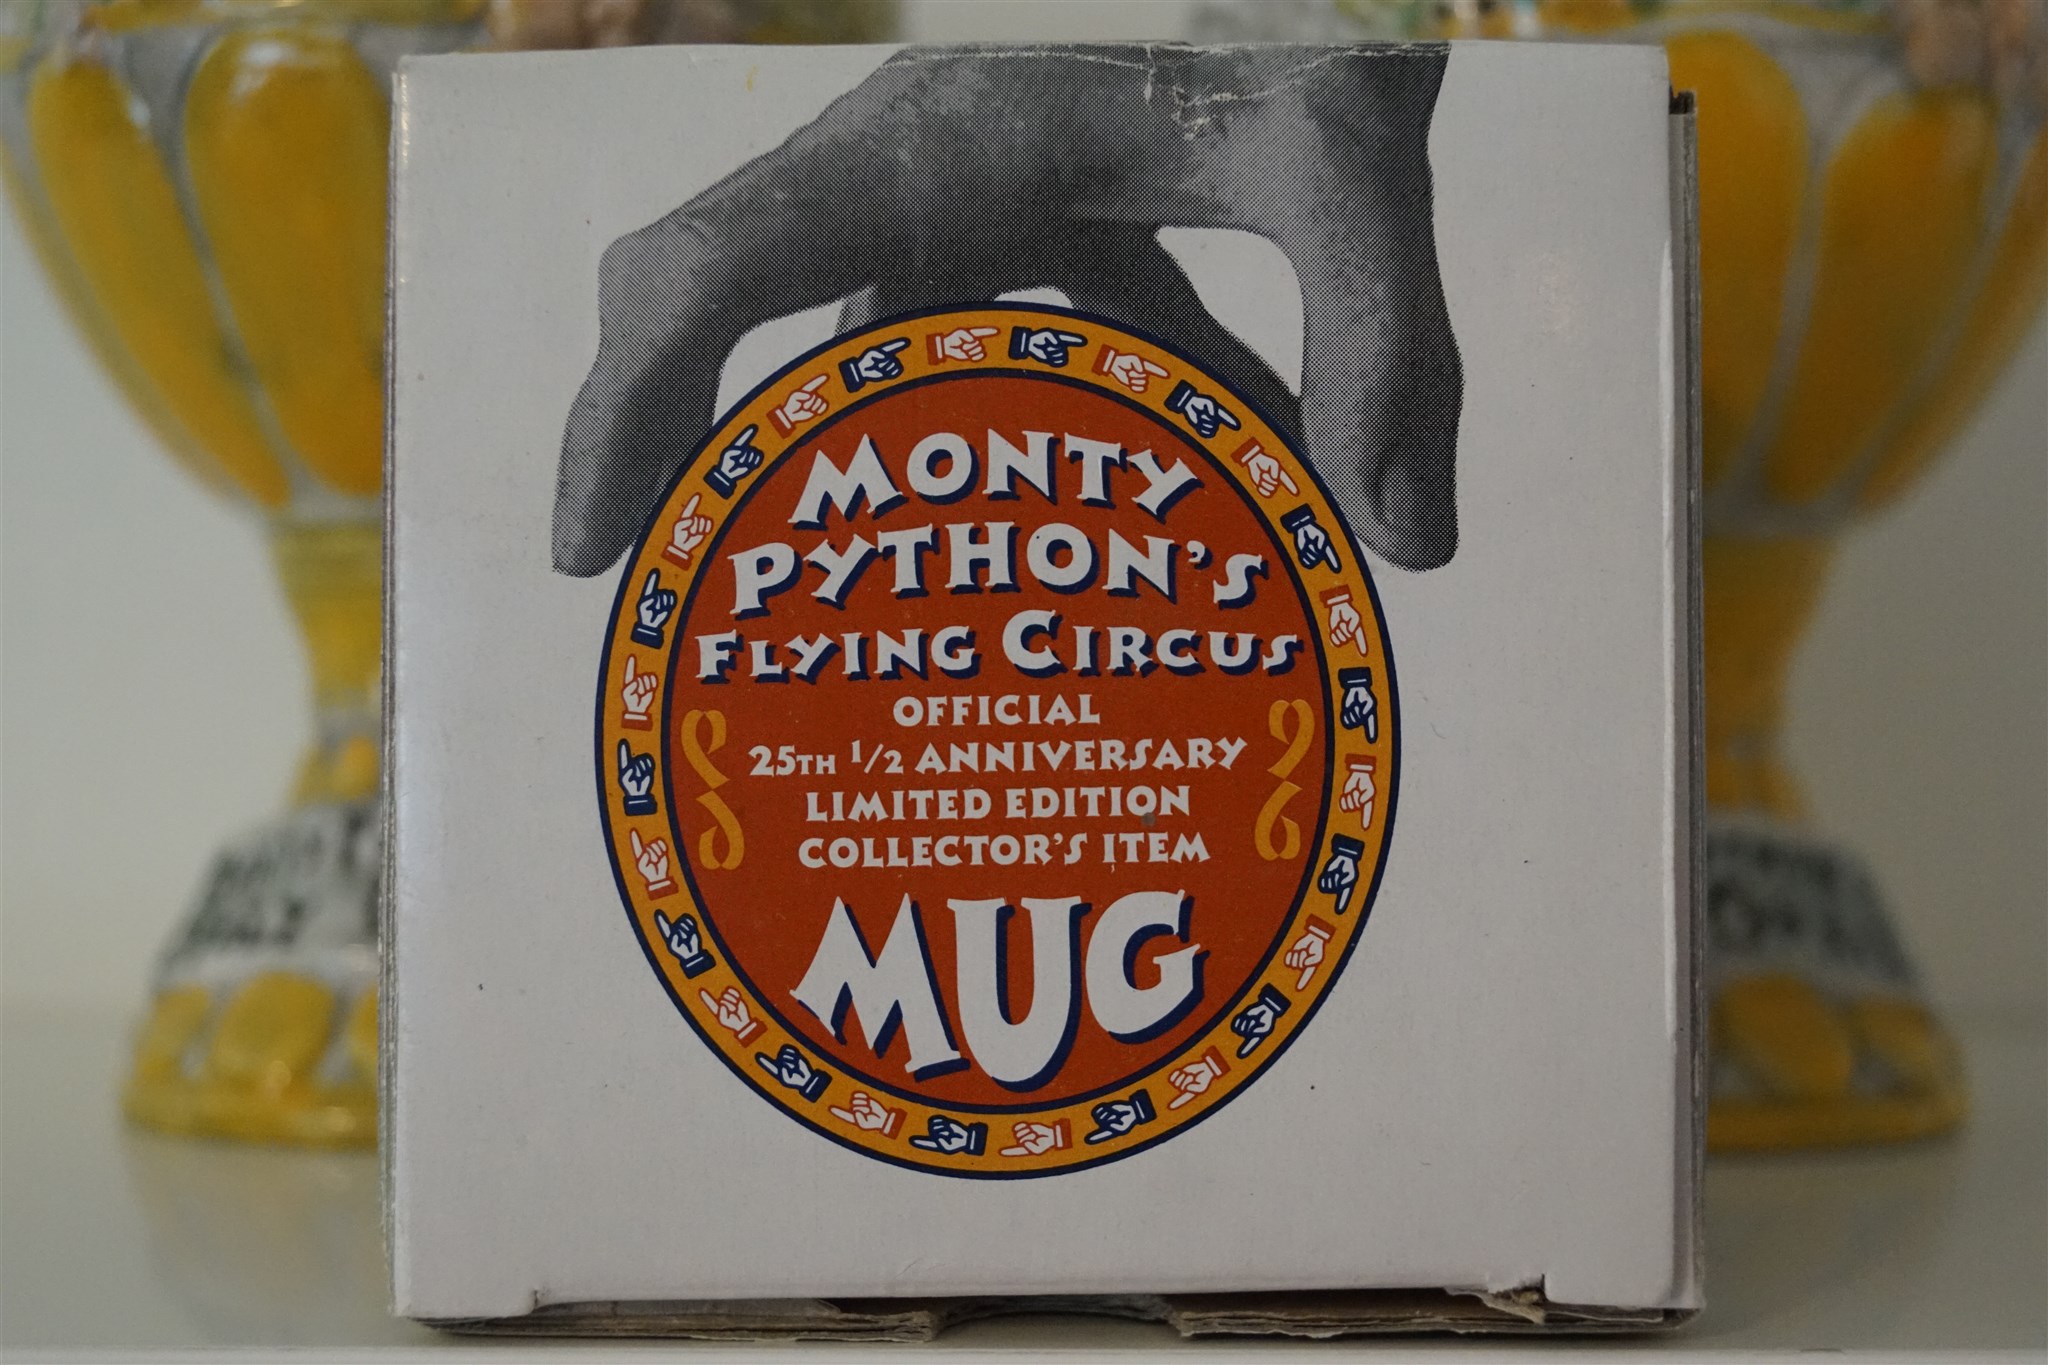 MONTY
PYTHON'S
FLYING CIRCUS
OFFICIAL
25TH 1/2 ANNIVERSARY
LIMITED EDITION
COLLECTOR'S ITEM
MUG